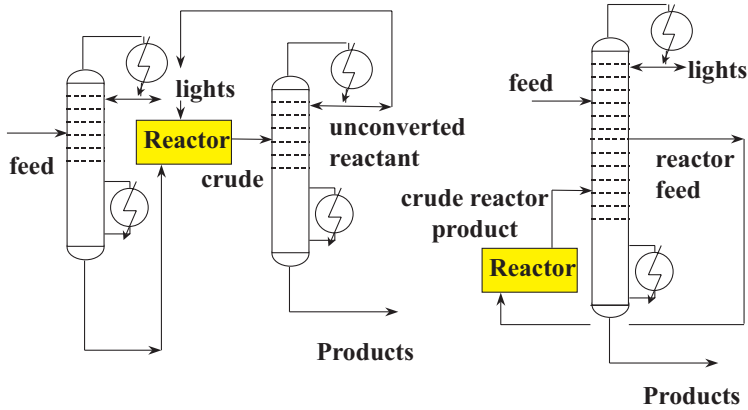 lights
Reactor
feed
crude
unconverted
reactant
Products
feed
lights
reactor
feed
crude reactor
product
Reactor
Products